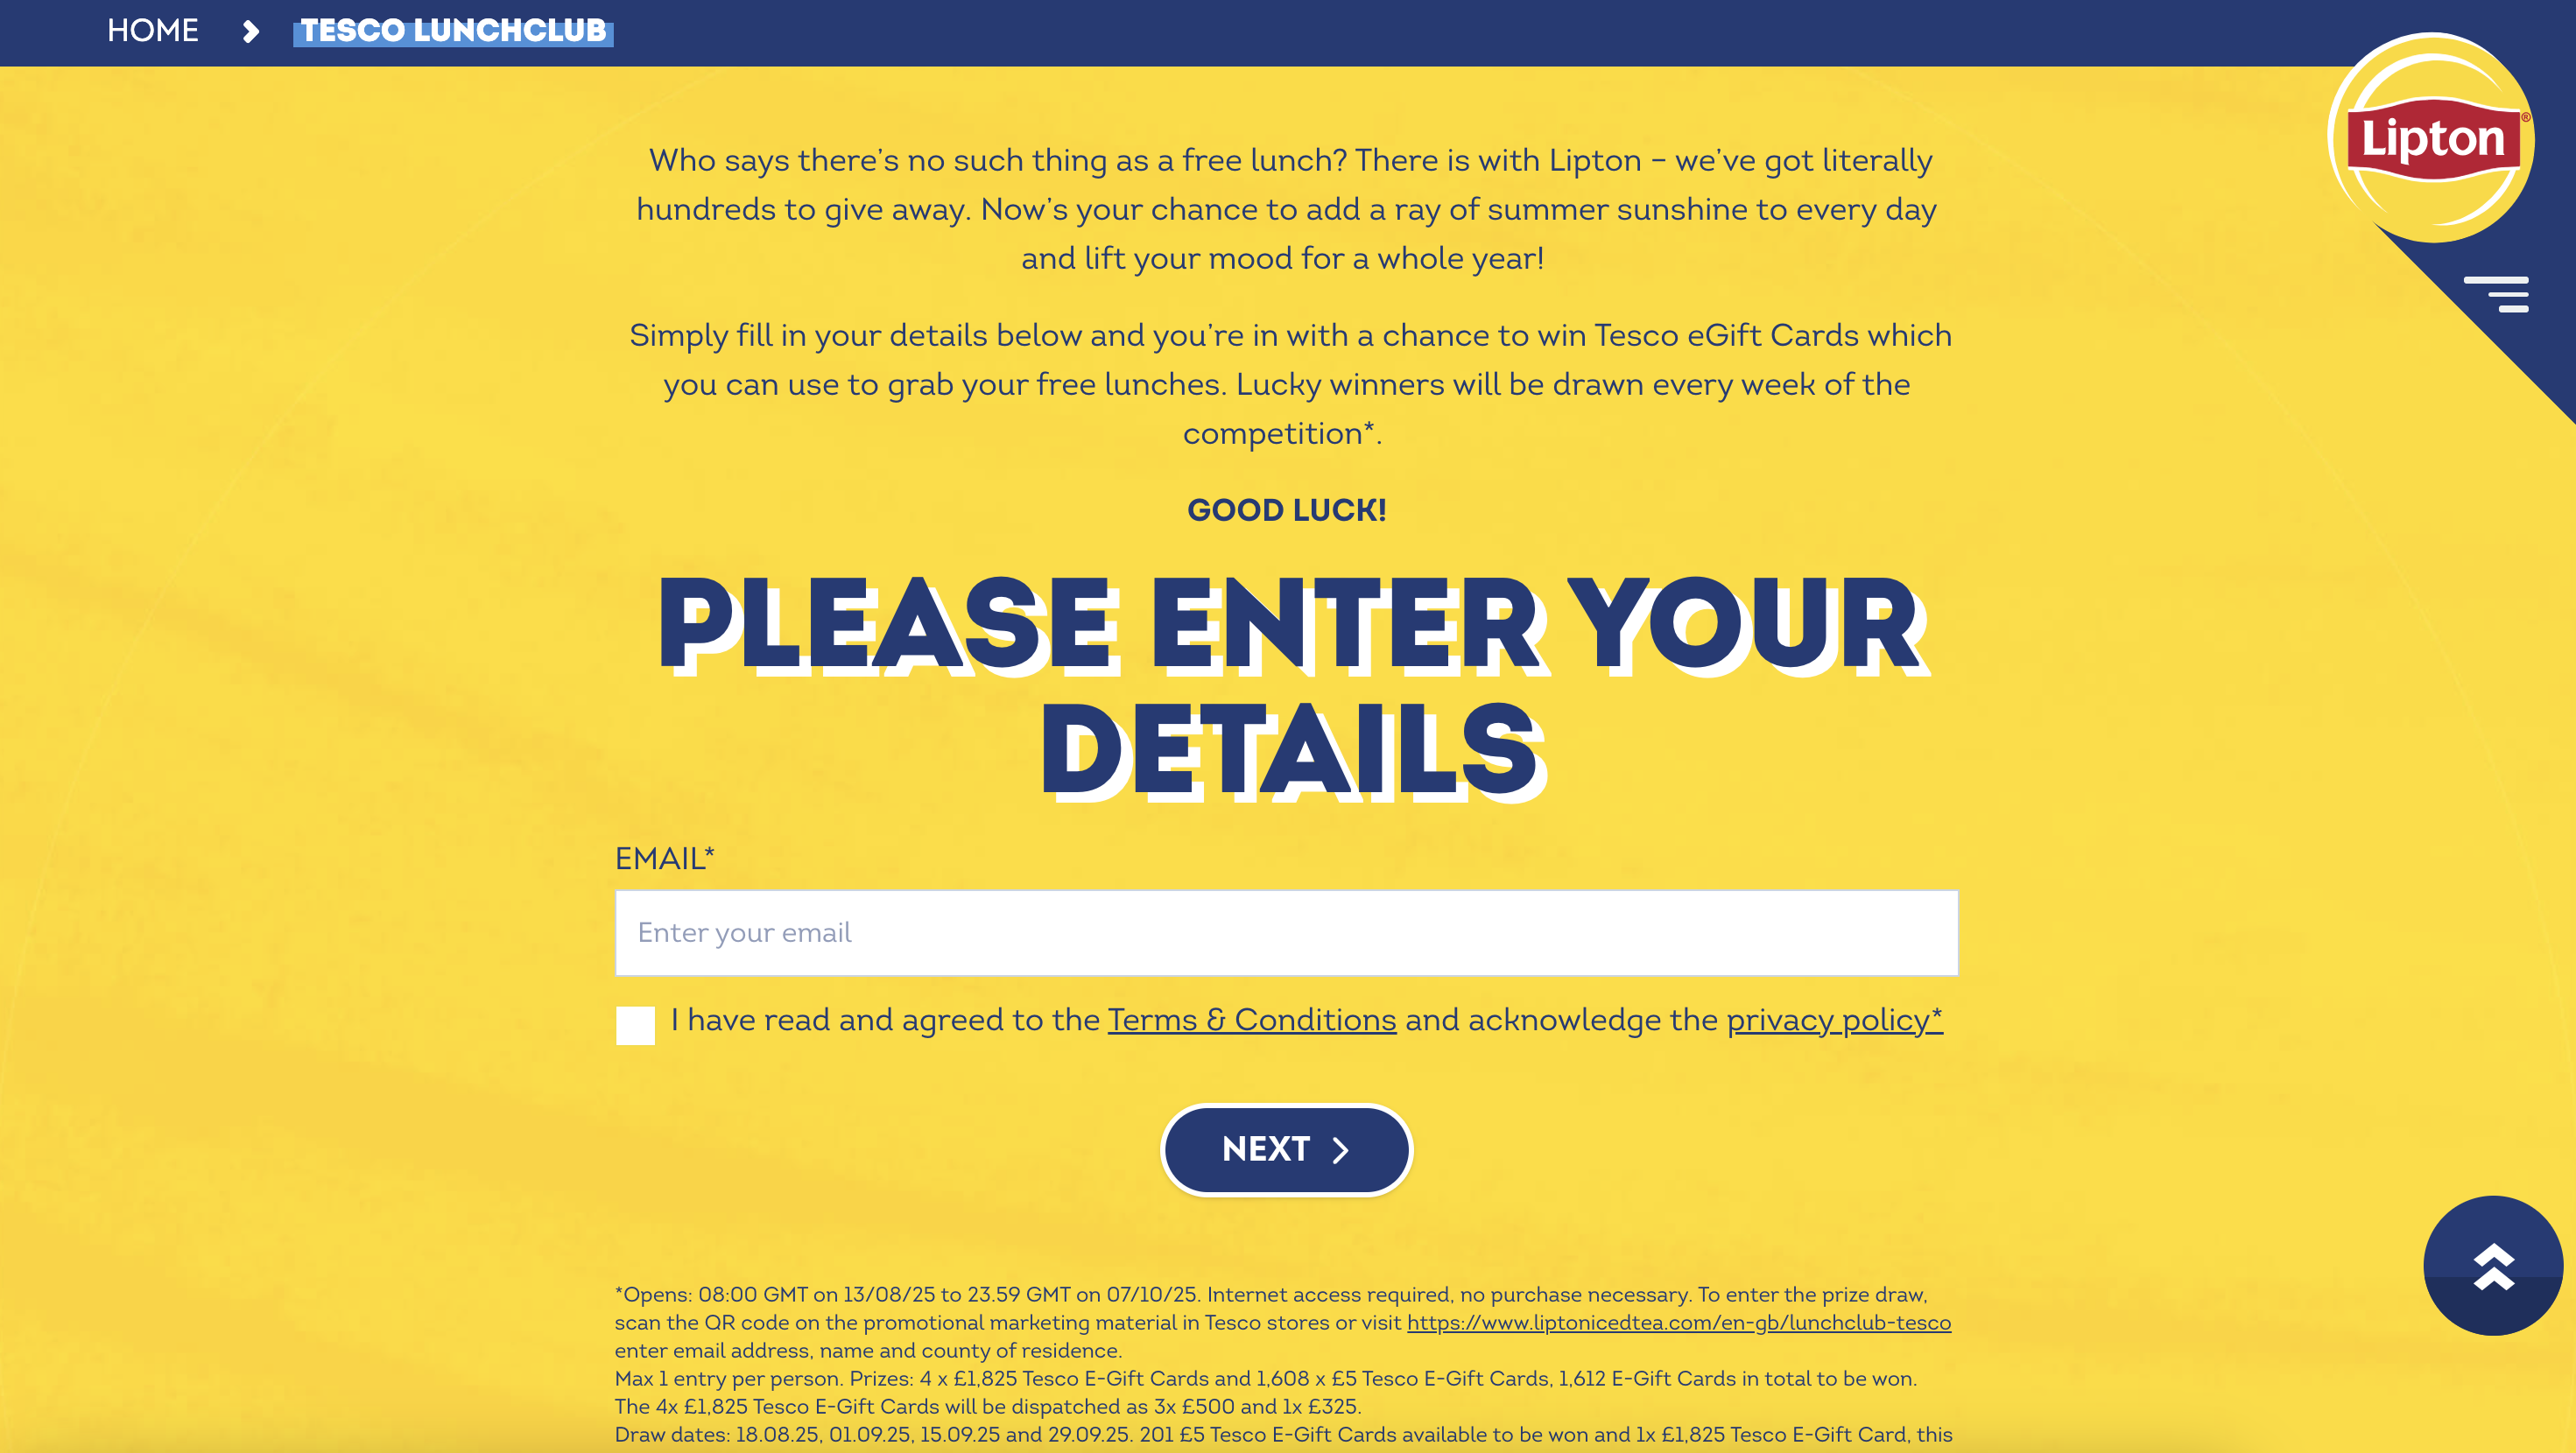 HOME
TESCO LUNCHCLUB
Lipton®
Who says there’s no such thing as a free lunch? There is with Lipton – we’ve got literally
hundreds to give away. Now’s your chance to add a ray of summer sunshine to every day
and lift your mood for a whole year!
Simply fill in your details below and you’re in with a chance to win Tesco eGift Cards which
you can use to grab your free lunches. Lucky winners will be drawn every week of the
competition*.
GOOD LUCK!
PLEASE ENTER YOUR
DETAILS
EMAIL*
Enter your email
I have read and agreed to the Terms & Conditions and acknowledge the privacy policy*
NEXT
*Opens: 08:00 GMT on 13/08/25 to 23.59 GMT on 07/10/25. Internet access required, no purchase necessary. To enter the prize draw,
scan the QR code on the promotional marketing material in Tesco stores or visit https://www.liptonicedtea.com/en-gb/lunchclub-tesco
enter email address, name and county of residence.
Max 1 entry per person. Prizes: 4 x £1,825 Tesco E-Gift Cards and 1,608 x £5 Tesco E-Gift Cards, 1,612 E-Gift Cards in total to be won.
The 4x £1,825 Tesco E-Gift Cards will be dispatched as 3x £500 and 1x £325.
Draw dates: 18.08.25, 01.09.25, 15.09.25 and 29.09.25. 201 £5 Tesco E-Gift Cards available to be won and 1x £1,825 Tesco E-Gift Card, this